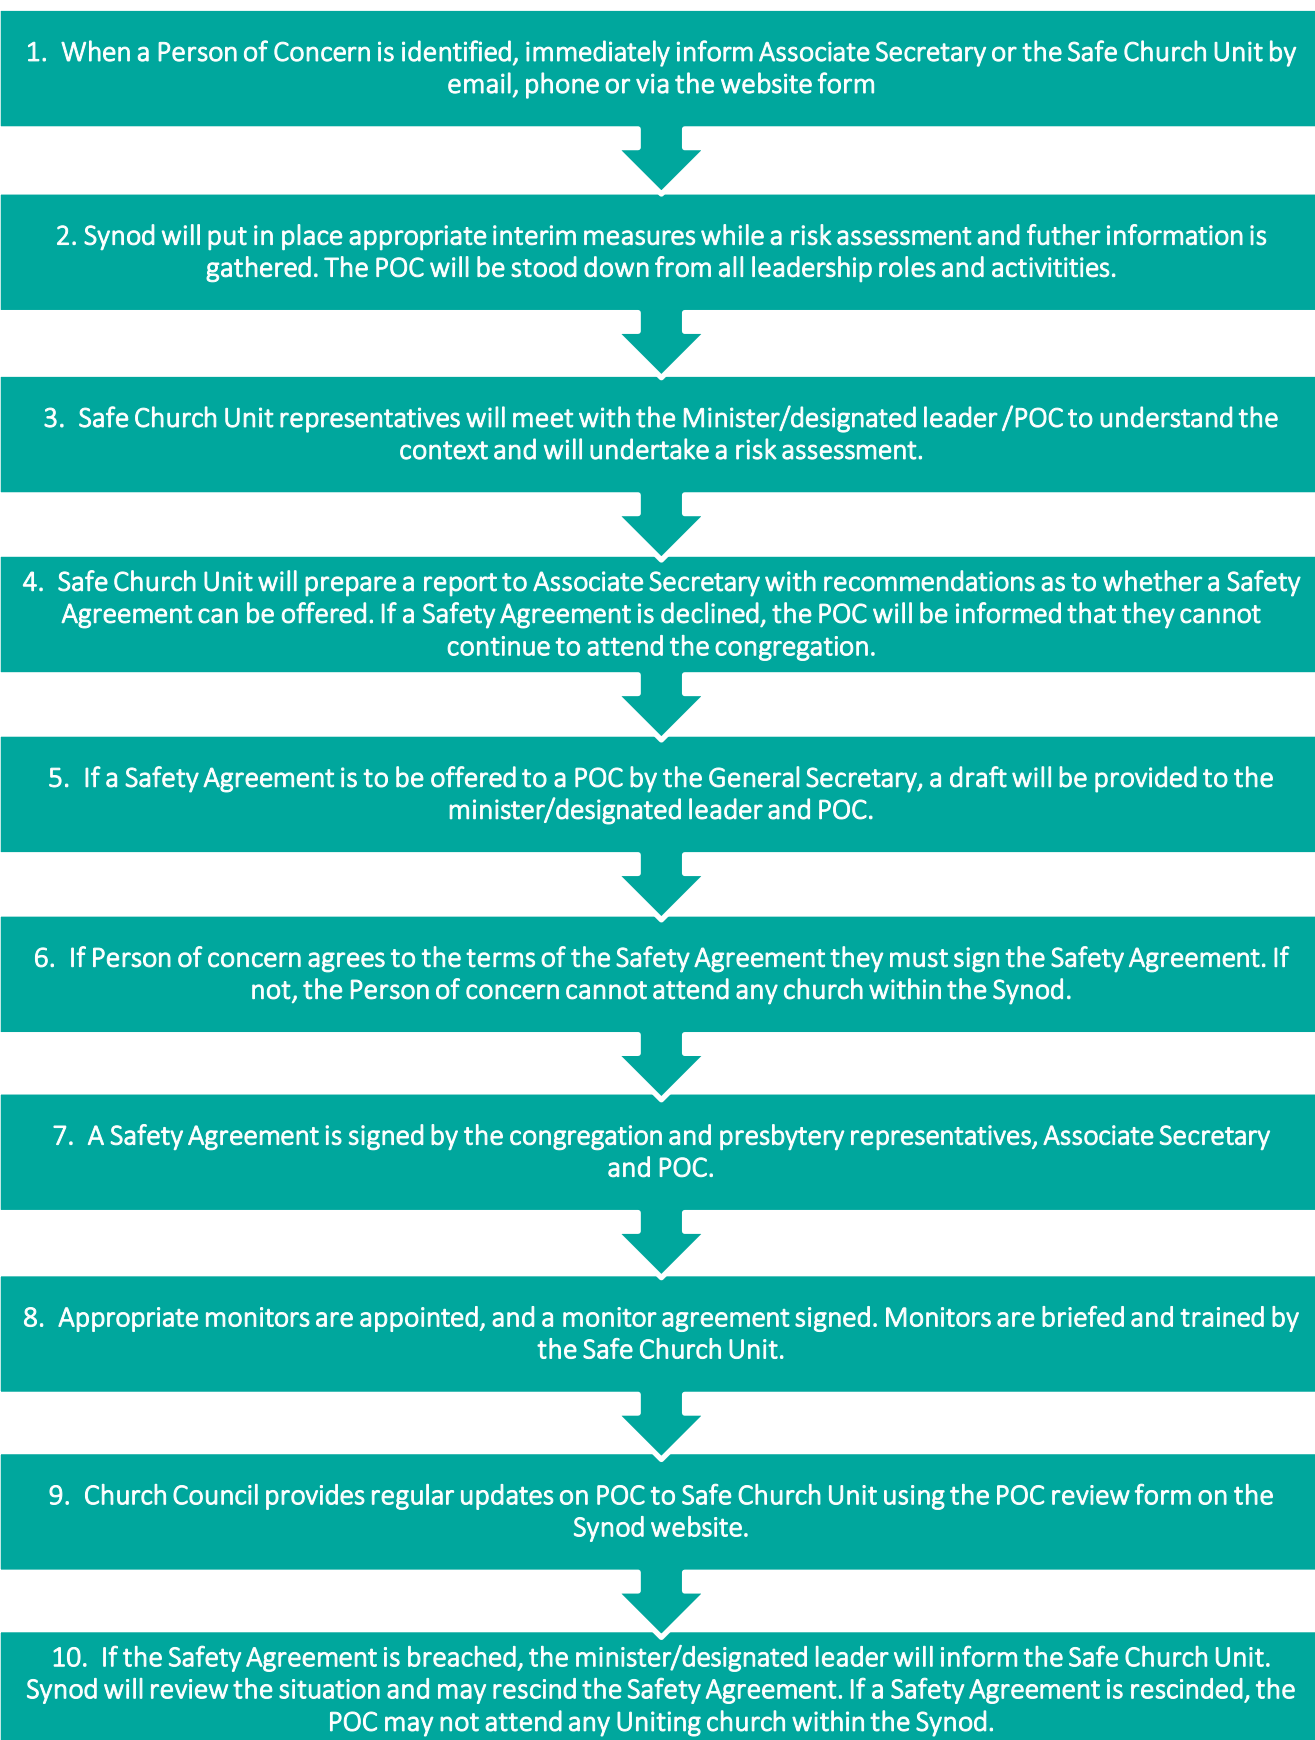 1. When a Person of Concern is identified, immediately inform Associate Secretary or the Safe Church Unit by
email, phone or via the website form
2. Synod will put in place appropriate interim measures while a risk assessment and futher information is
gathered. The POC will be stood down from all leadership roles and activitities.
3. Safe Church Unit representatives will meet with the Minister/designated leader /POC to understand the
context and will undertake a risk assessment.
4. Safe Church Unit will prepare a report to Associate Secretary with recommendations as to whether a Safety
Agreement can be offered. If a Safety Agreement is declined, the POC will be informed that they cannot
continue to attend the congregation.
5. If a Safety Agreement is to be offered to a POC by the General Secretary, a draft will be provided to the
minister/designated leader and POC.
6. If Person of concern agrees to the terms of the Safety Agreement they must sign the Safety Agreement. If
not, the Person of concern cannot attend any church within the Synod.
7. A Safety Agreement is signed by the congregation and presbytery representatives, Associate Secretary
and POC.
8. Appropriate monitors are appointed, and a monitor agreement signed. Monitors are briefed and trained by
the Safe Church Unit.
9. Church Council provides regular updates on POC to Safe Church Unit using the POC review form on the
Synod website.
10. If the Safety Agreement is breached, the minister/designated leader will inform the Safe Church Unit.
Synod will review the situation and may rescind the Safety Agreement. If a Safety Agreement is rescinded, the
POC may not attend any Uniting church within the Synod.